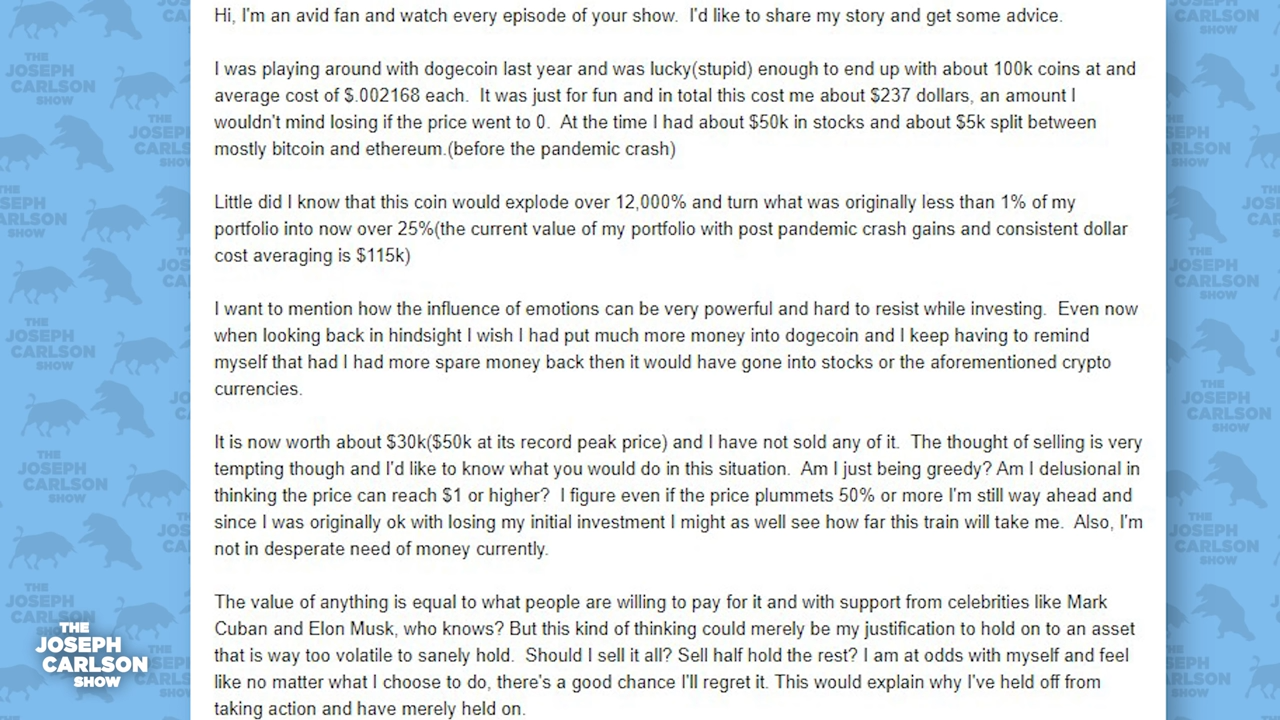 Hi, I'm an avid fan and watch every episode of your show.  I'd like to share my story and get some advice.
I was playing around with dogecoin last year and was lucky(stupid) enough to end up with about 100k coins at and
average cost of $.002168 each.  It was just for fun and in total this cost me about $237 dollars, an amount I
wouldn't mind losing if the price went to 0.  At the time I had about $50k in stocks and about $5k split between
mostly bitcoin and ethereum.(before the pandemic crash)
Little did I know that this coin would explode over 12,000% and turn what was originally less than 1% of my
portfolio into now over 25%(the current value of my portfolio with post pandemic crash gains and consistent dollar
cost averaging is $115k)
I want to mention how the influence of emotions can be very powerful and hard to resist while investing.  Even now
when looking back in hindsight I wish I had put much more money into dogecoin and I keep having to remind
myself that had I had more spare money back then it would have gone into stocks or the aforementioned crypto
currencies.
It is now worth about $30k($50k at its record peak price) and I have not sold any of it.  The thought of selling is very
tempting though and I'd like to know what you would do in this situation.  Am I just being greedy? Am I delusional in
thinking the price can reach $1 or higher?  I figure even if the price plummets 50% or more I'm still way ahead and
since I was originally ok with losing my initial investment I might as well see how far this train will take me.  Also, I'm
not in desperate need of money currently.
The value of anything is equal to what people are willing to pay for it and with support from celebrities like Mark
Cuban and Elon Musk, who knows? But this kind of thinking could merely be my justification to hold on to an asset
that is way too volatile to sanely hold.  Should I sell it all? Sell half hold the rest? I am at odds with myself and feel
like no matter what I choose to do, there's a good chance I'll regret it. This would explain why I've held off from
taking action and have merely held on.
THE
JOSEPH
CARLSON
SHOW